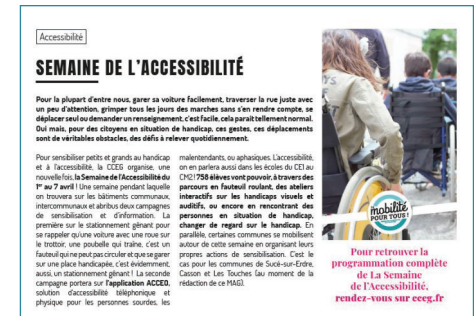 Accessibilité
SEMAINE DE L'ACCESSIBILITÉ
Pour la plupart d'entre nous, garer sa voiture facilement, traverser la rue juste avec
un peu d'attention, grimper tous les jours des marches sans s'en rendre compte, se
déplacer seul ou demander un renseignement, c'est facile, cela parait tellement normal.
Oui mais, pour des citoyens en situation de handicap, ces gestes, ces déplacements
sont de véritables obstacles, des défis à relever quotidiennement.
Pour sensibiliser petits et grands au handicap
et à l'accessibilité, la CCEG organise, une
nouvelle fois, la Semaine de l'Accessibilité du
1er au 7 avril ! Une semaine pendant laquelle
on trouvera sur les bâtiments communaux,
intercommunaux et abribus deux campagnes
de sensibilisation et d'information. La
première sur le stationnement gênant pour
se rappeler qu'une voiture avec une roue sur
le trottoir, une poubelle qui traîne, c'est un
fauteuil qui ne peut pas circuler et que se garer
sur une place handicapée, c'est évidemment,
aussi, un stationnement gênant ! La seconde
campagne portera sur l'application ACCEO,
solution d'accessibilité téléphonique et
physique pour les personnes sourdes, les
malentendants, ou aphasiques. L'accessibilité,
on en parlera aussi dans les écoles du CE1 au
CM2 ! 758 élèves vont pouvoir, à travers des
parcours en fauteuil roulant, des ateliers
interactifs sur les handicaps visuels et
auditifs, ou encore en rencontrant des
personnes en situation de handicap,
changer de regard sur le handicap. En
parallèle, certaines communes se mobilisent
autour de cette semaine en organisant leurs
propres actions de sensibilisation. C'est le
cas pour les communes de Sucé-sur-Erdre,
Casson et Les Touches (au moment de la
rédaction de ce MAG).
mobilité
POUR TOUS !
Pour retrouver la
programmation complète
de La Semaine
de l'Accessibilité,
rendez-vous sur cceg.fr